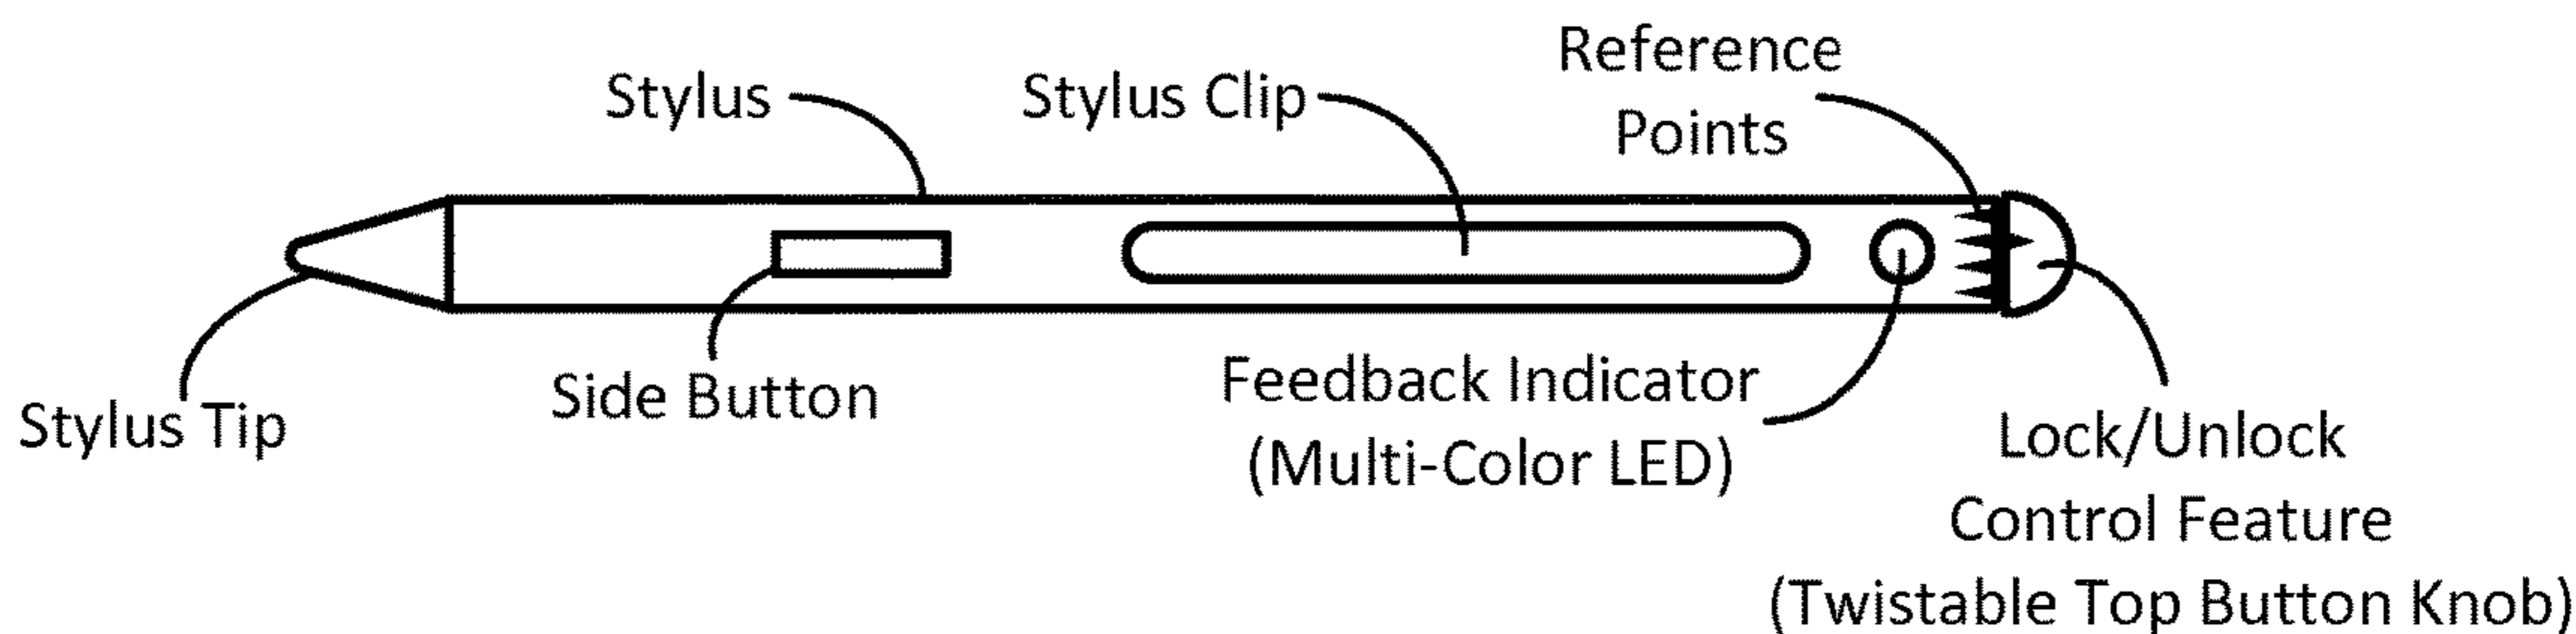 Reference
Points
Stylus
Stylus Clip
Stylus Tip
Side Button
Feedback Indicator
(Multi-Color LED)
Lock/Unlock
Control Feature
(Twistable Top Button Knob)